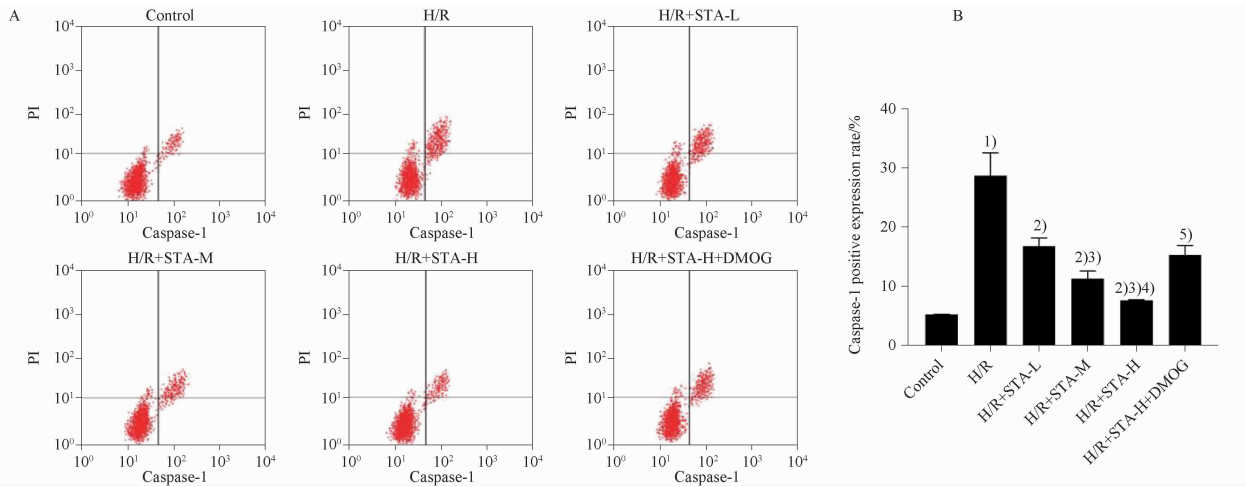 A
B
Control
H/R
H/R+STA-L
10⁴
10³
10²
10¹
10⁰
PI
10⁰ 10¹ 10² 10³ 10⁴
Caspase-1
10⁴
10³
10²
10¹
10⁰
PI
10⁰ 10¹ 10² 10³ 10⁴
Caspase-1
10⁴
10³
10²
10¹
10⁰
PI
10⁰ 10¹ 10² 10³ 10⁴
Caspase-1
H/R+STA-M
H/R+STA-H
H/R+STA-H+DMOG
10⁴
10³
10²
10¹
10⁰
PI
10⁰ 10¹ 10² 10³ 10⁴
Caspase-1
10⁴
10³
10²
10¹
10⁰
PI
10⁰ 10¹ 10² 10³ 10⁴
Caspase-1
10⁴
10³
10²
10¹
10⁰
PI
10⁰ 10¹ 10² 10³ 10⁴
Caspase-1
Caspase-1 positive expression rate/%
40
30
20
10
0
1)
2)
2)3)
2)3)4)
5)
Control
H/R
H/R+STA-L
H/R+STA-M
H/R+STA-H
H/R+STA-H+DMOG